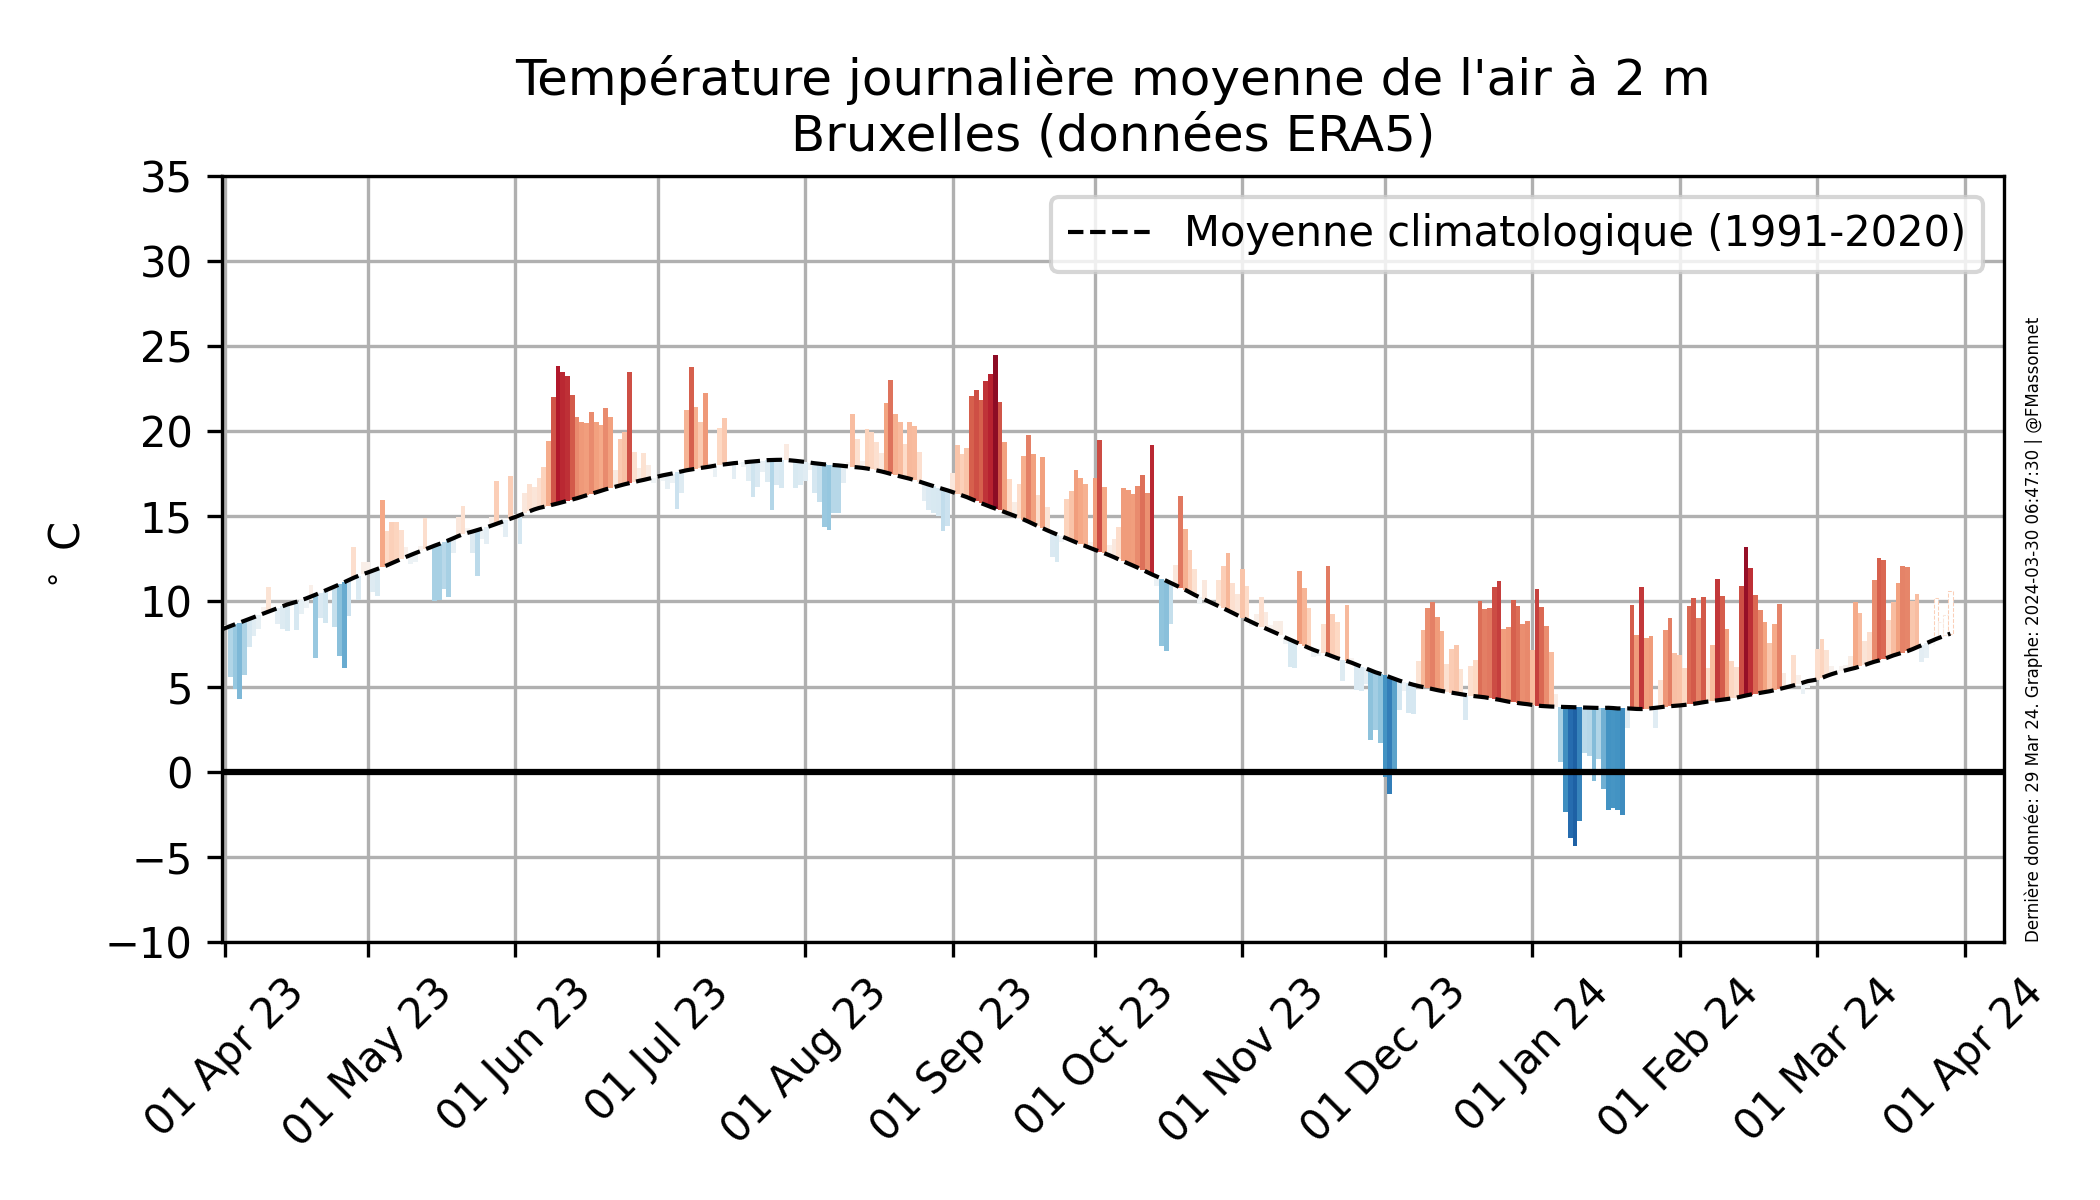 Température journalière moyenne de l'air à 2 m
Bruxelles (données ERA5)
Moyenne climatologique (1991-2020)
35
30
25
20
15
10
5
0
−5
−10
° C
01 Apr 23
01 May 23
01 Jun 23
01 Jul 23
01 Aug 23
01 Sep 23
01 Oct 23
01 Nov 23
01 Dec 23
01 Jan 24
01 Feb 24
01 Mar 24
01 Apr 24
Dernière donnée: 29 Mar 24. Graphe: 2024-03-30 06:47:30 | @FMassonnet